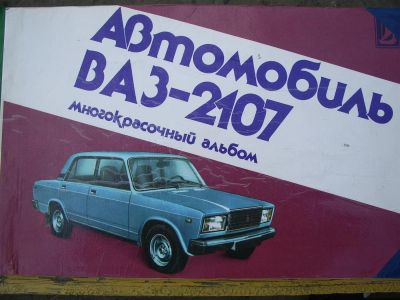 Автомобиль
ВАЗ-2107
многокрасочный альбом